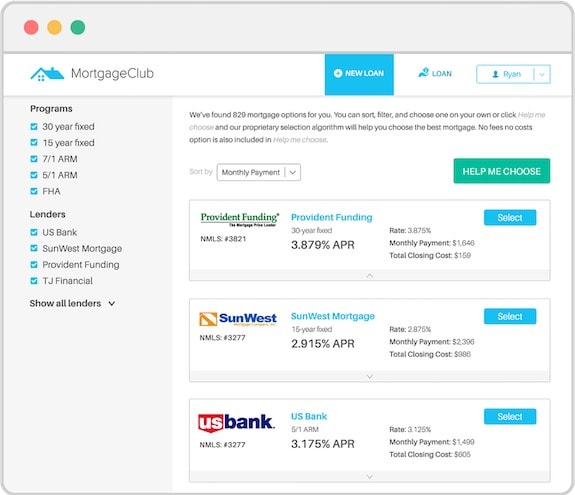 MortgageClub
NEW LOAN
LOAN
Ryan
Programs
30 year fixed
15 year fixed
7/1 ARM
5/1 ARM
FHA
Lenders
US Bank
SunWest Mortgage
Provident Funding
TJ Financial
Show all lenders
We've found 829 mortgage options for you. You can sort, filter, and choose one on your own or click Help me
choose and our proprietary selection algorithm will help you choose the best mortgage. No fees no costs
option is also included in Help me choose.
Sort by Monthly Payment
HELP ME CHOOSE
Provident Funding®
The Mortgage Price Leader
NMLS: #3821
Provident Funding
30-year fixed
3.879% APR
Rate: 3.875%
Monthly Payment: $1,646
Total Closing Cost: $159
Select
SunWest
Mortgage Company, Inc.
NMLS: #3277
SunWest Mortgage
15-year fixed
2.915% APR
Rate: 2.875%
Monthly Payment: $2,396
Total Closing Cost: $986
Select
usbank.
NMLS: #3277
US Bank
5/1 ARM
3.175% APR
Rate: 3.125%
Monthly Payment: $1,499
Total Closing Cost: $605
Select